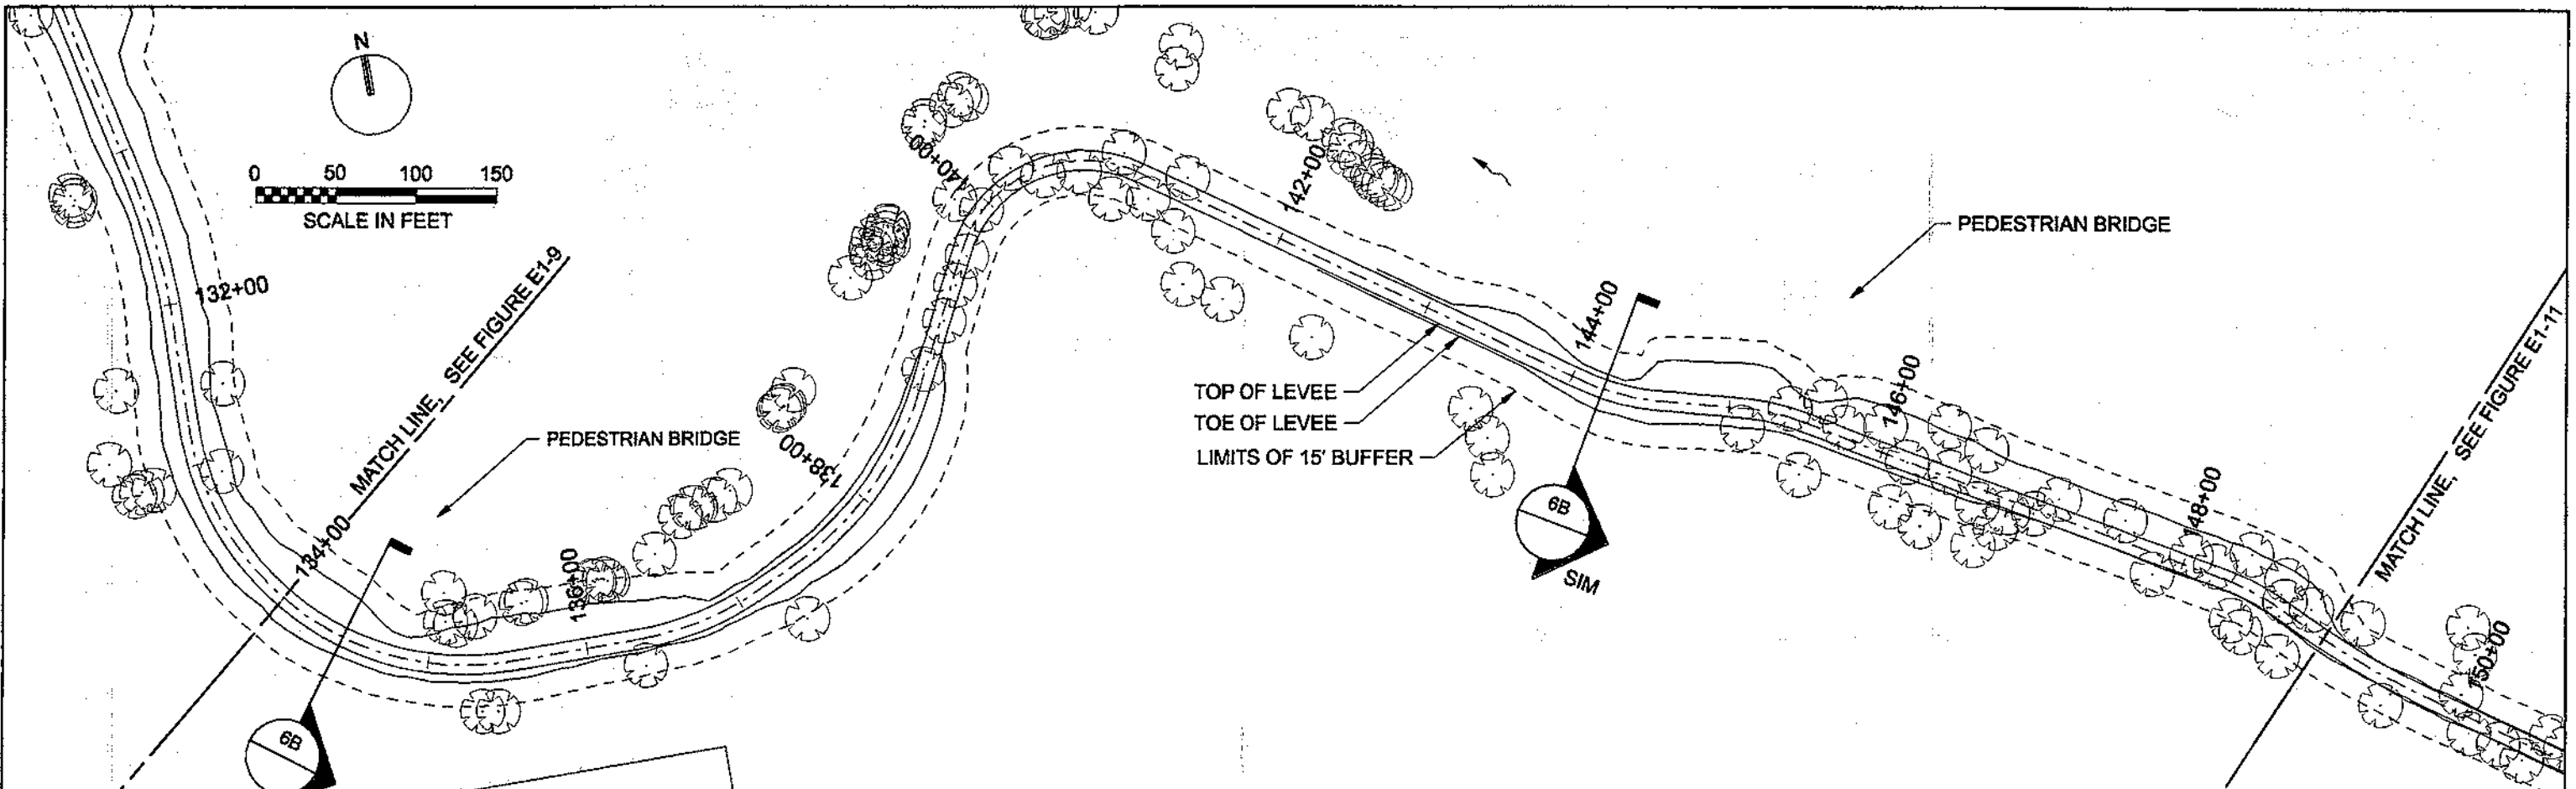 N
0 50 100 150
SCALE IN FEET
132+00
MATCH LINE, SEE FIGURE E1-9
134+00
PEDESTRIAN BRIDGE
6B
136+00
138+00
140+00
142+00
144+00
PEDESTRIAN BRIDGE
TOP OF LEVEE
TOE OF LEVEE
LIMITS OF 15' BUFFER
6B
SIM
146+00
148+00
MATCH LINE, SEE FIGURE E1-11
150+00